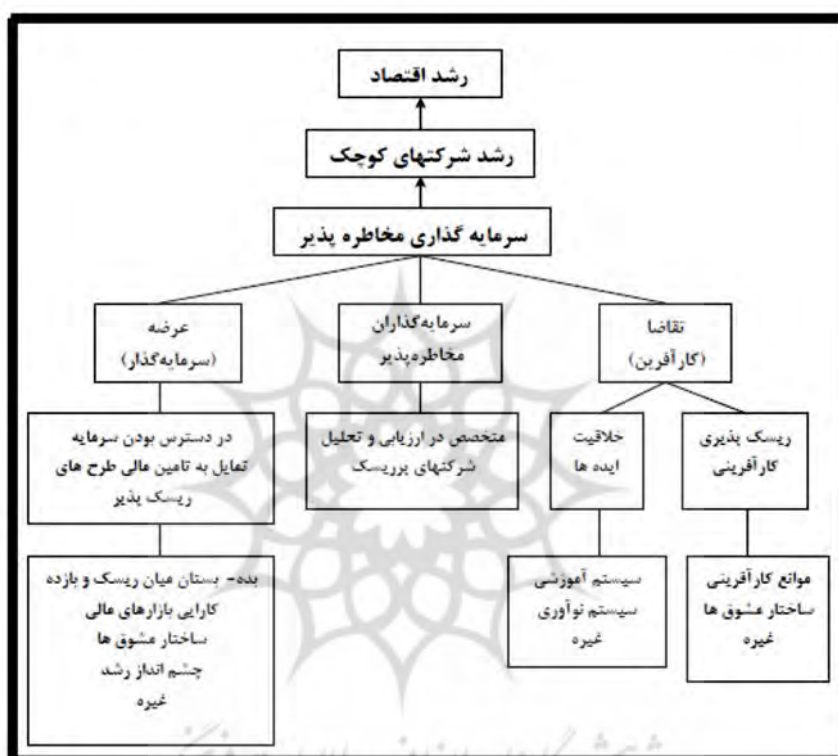 رشد اقتصاد
رشد شرکتهای کوچک
سرمایه گذاری مخاطره پذیر
تقاضا
(کارآفرین)
سرمایه‌گذاران
مخاطره‌پذیر
عرضه
(سرمایه‌گذار)
ریسک پذیری
کارآفرینی
خلاقیت
ایده ها
متخصص در ارزیابی و تحلیل
شرکتهای پرریسک
در دسترس بودن سرمایه
تمایل به تامین مالی طرح های
ریسک پذیر
موانع کارآفرینی
ساختار مشوق ها
غیره
سیستم آموزشی
سیستم نوآوری
غیره
بده- بستان میان ریسک و بازده
کارایی بازارهای مالی
ساختار مشوق ها
چشم انداز رشد
غیره